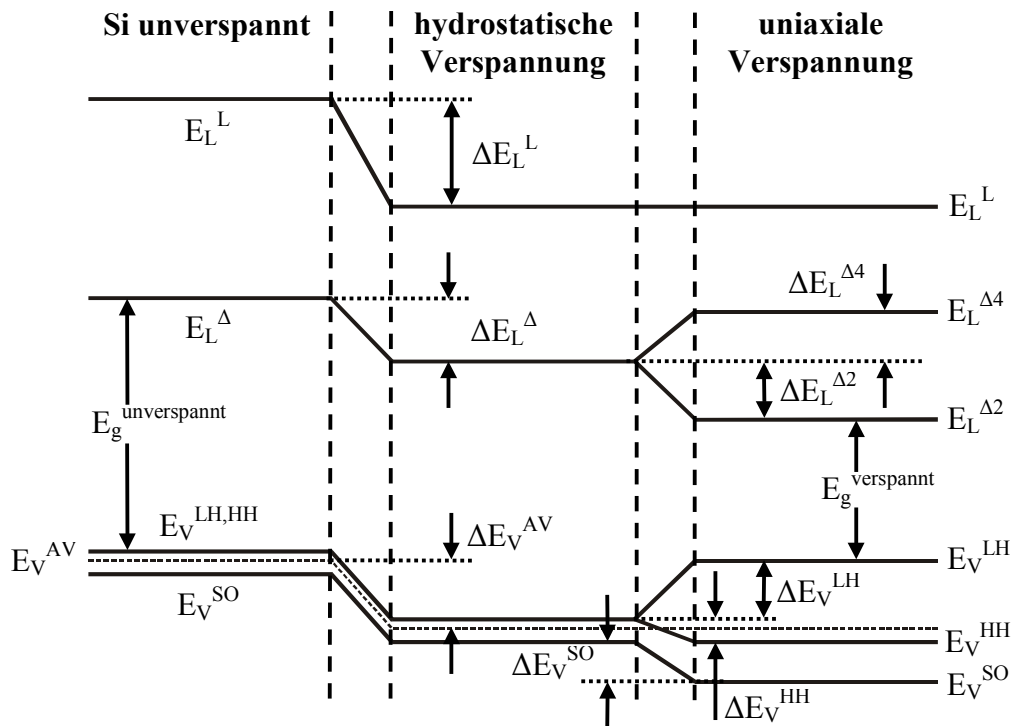 Si unverspannt
hydrostatische
Verspannung
uniaxiale
Verspannung
E_L^L
ΔE_L^L
E_L^L
E_L^Δ
ΔE_L^Δ
ΔE_L^Δ4
E_L^Δ4
ΔE_L^Δ2
E_L^Δ2
E_g^unverspannt
E_g^verspannt
E_V^AV
E_V^LH,HH
E_V^SO
ΔE_V^AV
E_V^LH
ΔE_V^LH
ΔE_V^SO
E_V^HH
E_V^SO
ΔE_V^HH